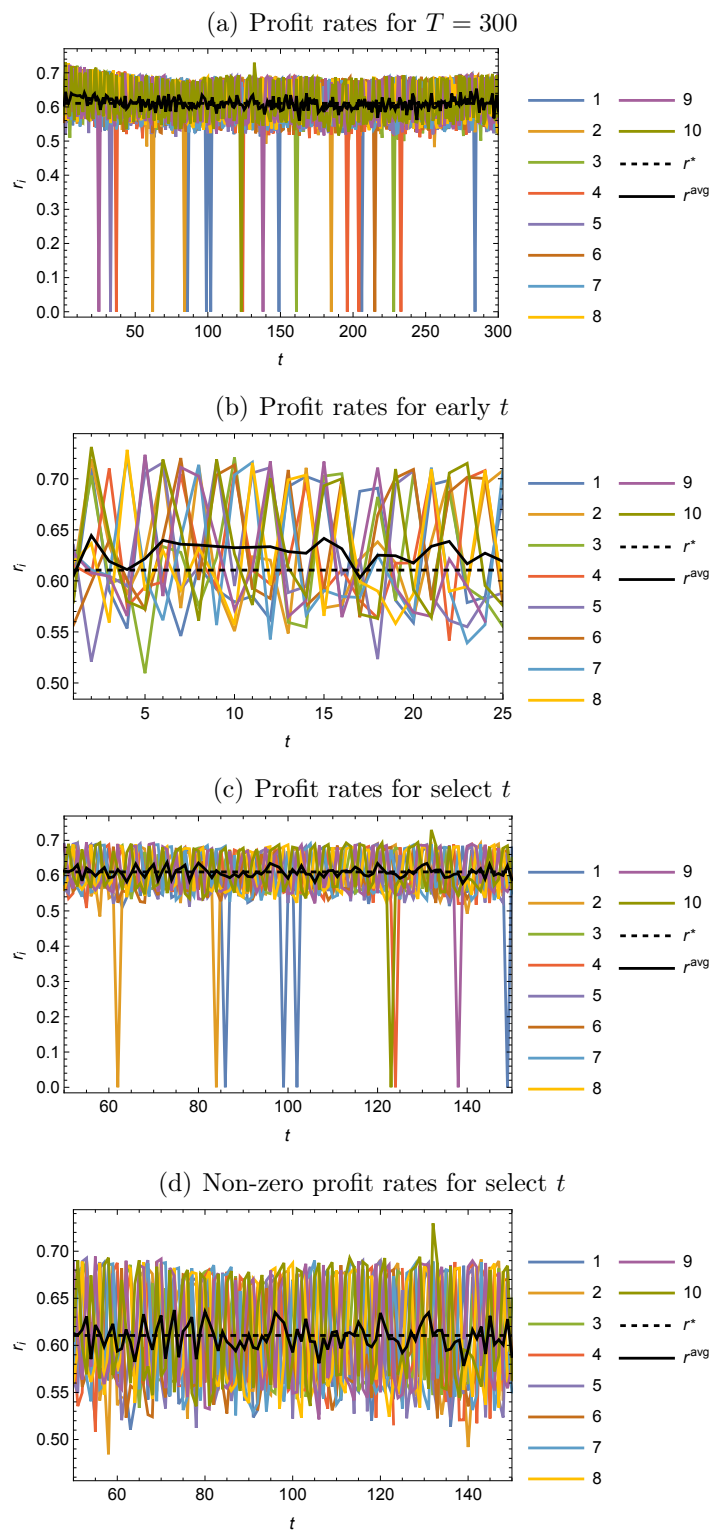 (a) Profit rates for T = 300
0.7
0.6
0.5
0.4
0.3
0.2
0.1
0.0
r_i
50 100 150 200 250 300
t
1 9
2 10
3 r*
4 r^avg
5
6
7
8
(b) Profit rates for early t
0.70
0.65
0.60
0.55
0.50
r_i
5 10 15 20 25
t
1 9
2 10
3 r*
4 r^avg
5
6
7
8
(c) Profit rates for select t
0.7
0.6
0.5
0.4
0.3
0.2
0.1
0.0
r_i
60 80 100 120 140
t
1 9
2 10
3 r*
4 r^avg
5
6
7
8
(d) Non-zero profit rates for select t
0.70
0.65
0.60
0.55
0.50
r_i
60 80 100 120 140
t
1 9
2 10
3 r*
4 r^avg
5
6
7
8